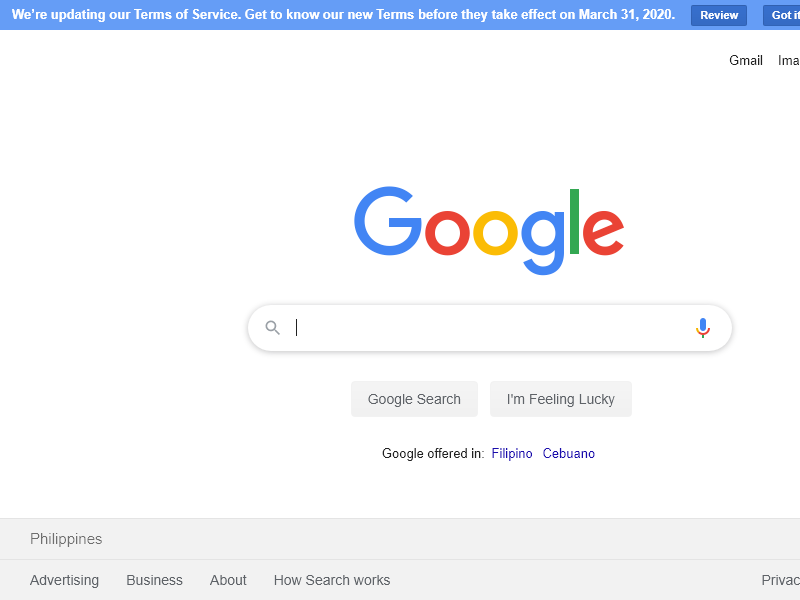 We're updating our Terms of Service. Get to know our new Terms before they take effect on March 31, 2020. Review Got it
Gmail Ima
Google
Google Search I'm Feeling Lucky
Google offered in: Filipino Cebuano
Philippines
Advertising Business About How Search works Privac